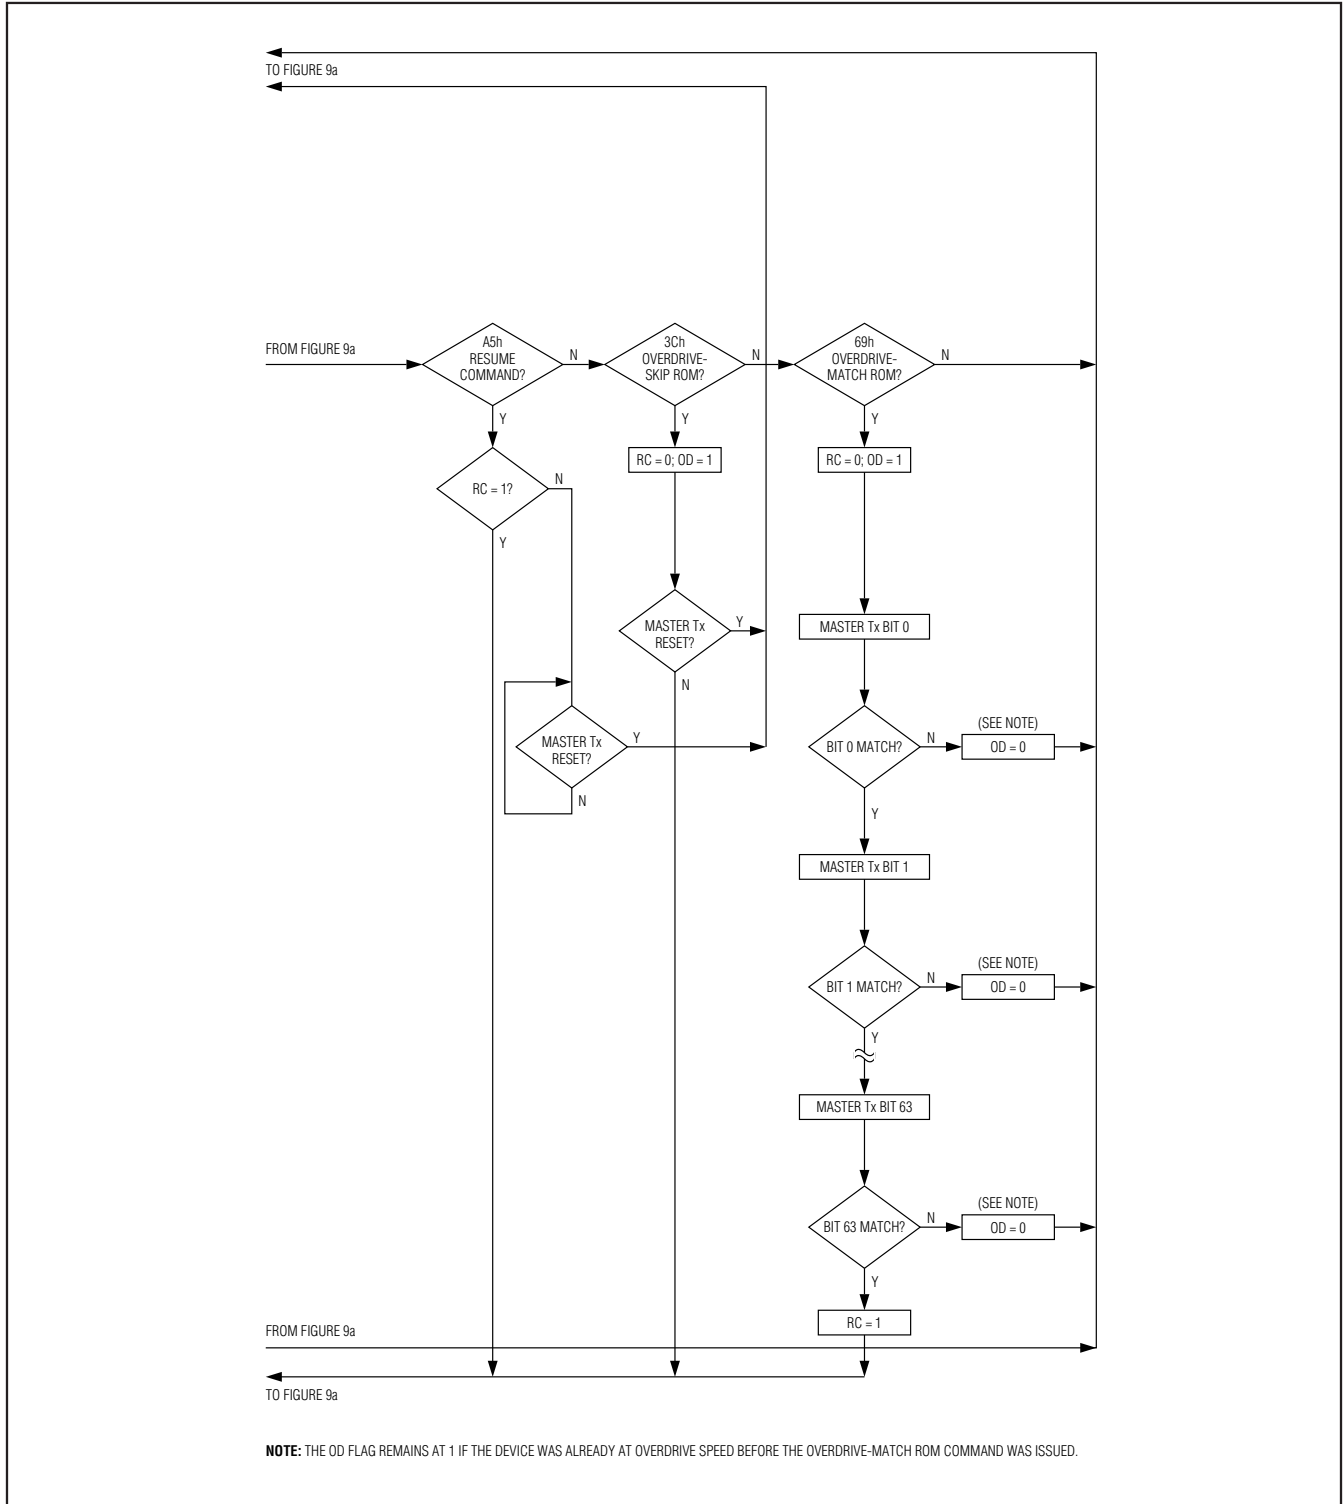 TO FIGURE 9a
FROM FIGURE 9a
A5h
RESUME
COMMAND?
N
Y
3Ch
OVERDRIVE-
SKIP ROM?
N
Y
69h
OVERDRIVE-
MATCH ROM?
N
Y
RC = 1?
N
Y
RC = 0; OD = 1
RC = 0; OD = 1
MASTER Tx
RESET?
Y
N
MASTER Tx BIT 0
MASTER Tx
RESET?
Y
N
BIT 0 MATCH?
N
Y
(SEE NOTE)
OD = 0
MASTER Tx BIT 1
BIT 1 MATCH?
N
Y
(SEE NOTE)
OD = 0
MASTER Tx BIT 63
BIT 63 MATCH?
N
Y
(SEE NOTE)
OD = 0
RC = 1
FROM FIGURE 9a
TO FIGURE 9a
NOTE: THE OD FLAG REMAINS AT 1 IF THE DEVICE WAS ALREADY AT OVERDRIVE SPEED BEFORE THE OVERDRIVE-MATCH ROM COMMAND WAS ISSUED.